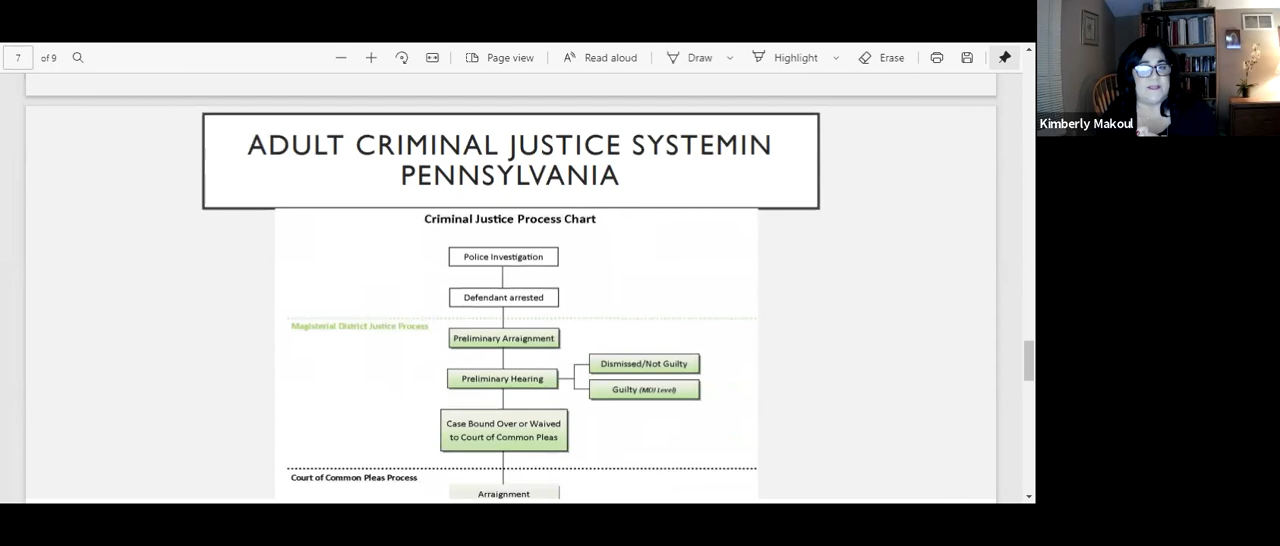 7 of 9 Page view Read aloud Draw Highlight Erase
Kimberly Makoul
ADULT CRIMINAL JUSTICE SYSTEMIN
PENNSYLVANIA
Criminal Justice Process Chart
Police Investigation
Defendant arrested
Magisterial District Justice Process
Preliminary Arraignment
Dismissed/Not Guilty
Preliminary Hearing
Guilty (MDJ Level)
Case Bound Over or Waived
to Court of Common Pleas
Court of Common Pleas Process
Arraignment